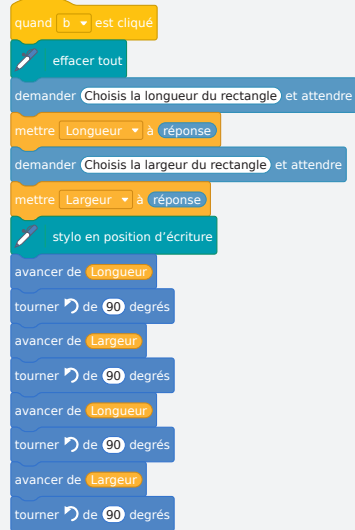 quand b est cliqué
effacer tout
demander Choisis la longueur du rectangle et attendre
mettre Longueur à réponse
demander Choisis la largeur du rectangle et attendre
mettre Largeur à réponse
stylo en position d’écriture
avancer de Longueur
tourner de 90 degrés
avancer de Largeur
tourner de 90 degrés
avancer de Longueur
tourner de 90 degrés
avancer de Largeur
tourner de 90 degrés